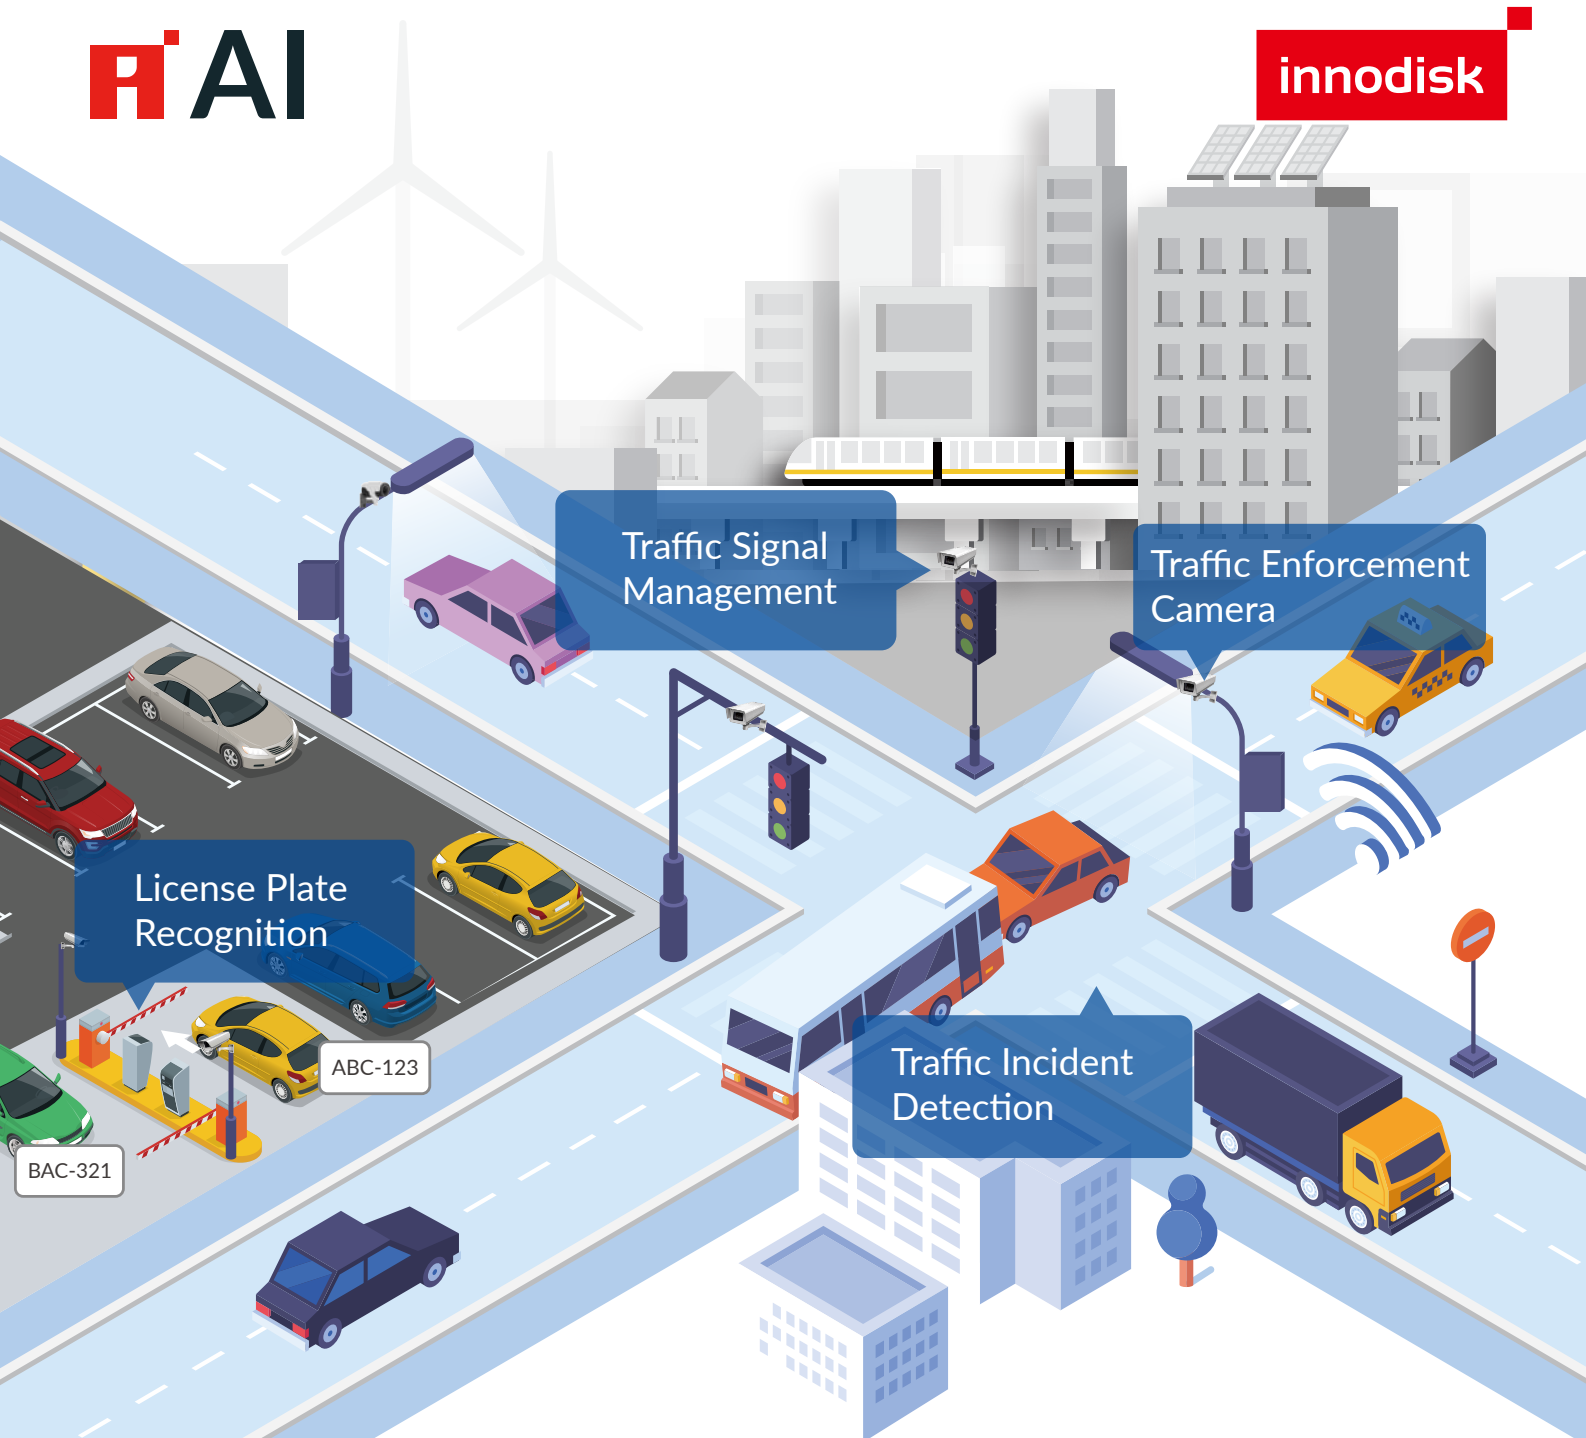 AI
innodisk
Traffic Signal
Management
Traffic Enforcement
Camera
License Plate
Recognition
ABC-123
BAC-321
Traffic Incident
Detection